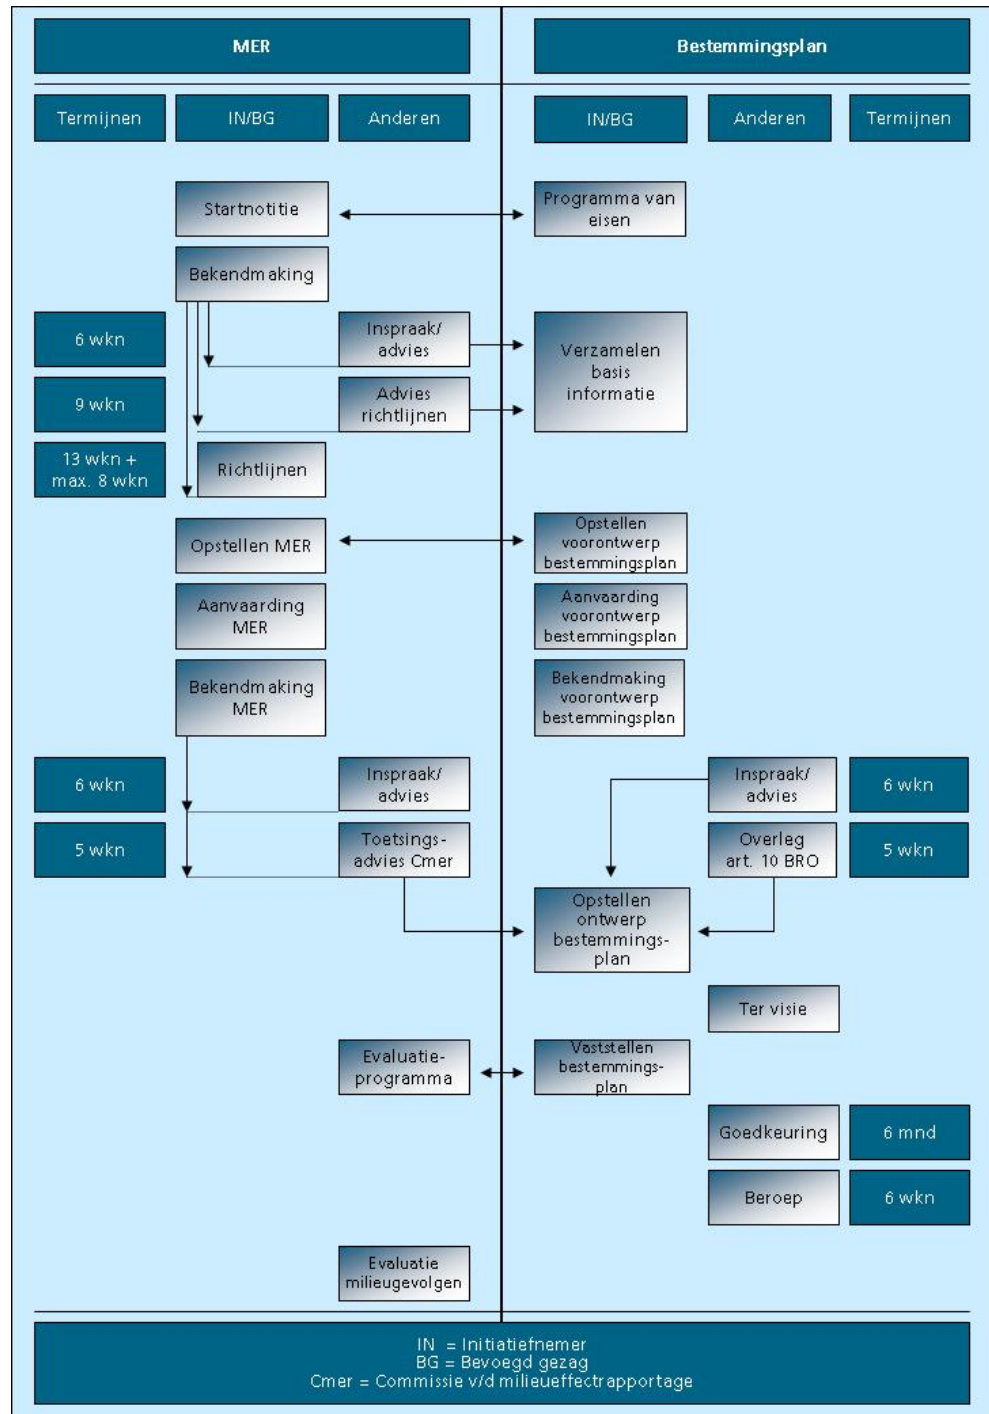 MER
Bestemmingsplan
Termijnen
IN/BG
Anderen
IN/BG
Anderen
Termijnen
Startnotitie
Programma van
eisen
Bekendmaking
6 wkn
Inspraak/
advies
Verzamelen
basis
informatie
9 wkn
Advies
richtlijnen
13 wkn +
max. 8 wkn
Richtlijnen
Opstellen MER
Opstellen
voorontwerp
bestemmingsplan
Aanvaarding
MER
Aanvaarding
voorontwerp
bestemmingsplan
Bekendmaking
MER
Bekendmaking
voorontwerp
bestemmingsplan
6 wkn
Inspraak/
advies
Inspraak/
advies
6 wkn
5 wkn
Toetsings-
advies Cmer
Overleg
art. 10 BRO
5 wkn
Opstellen
ontwerp
bestemmings-
plan
Ter visie
Evaluatie-
programma
Vaststellen
bestemmings-
plan
Goedkeuring
6 mnd
Beroep
6 wkn
Evaluatie
milieugevolgen
IN = Initiatiefnemer
BG = Bevoegd gezag
Cmer = Commissie v/d milieueffectrapportage